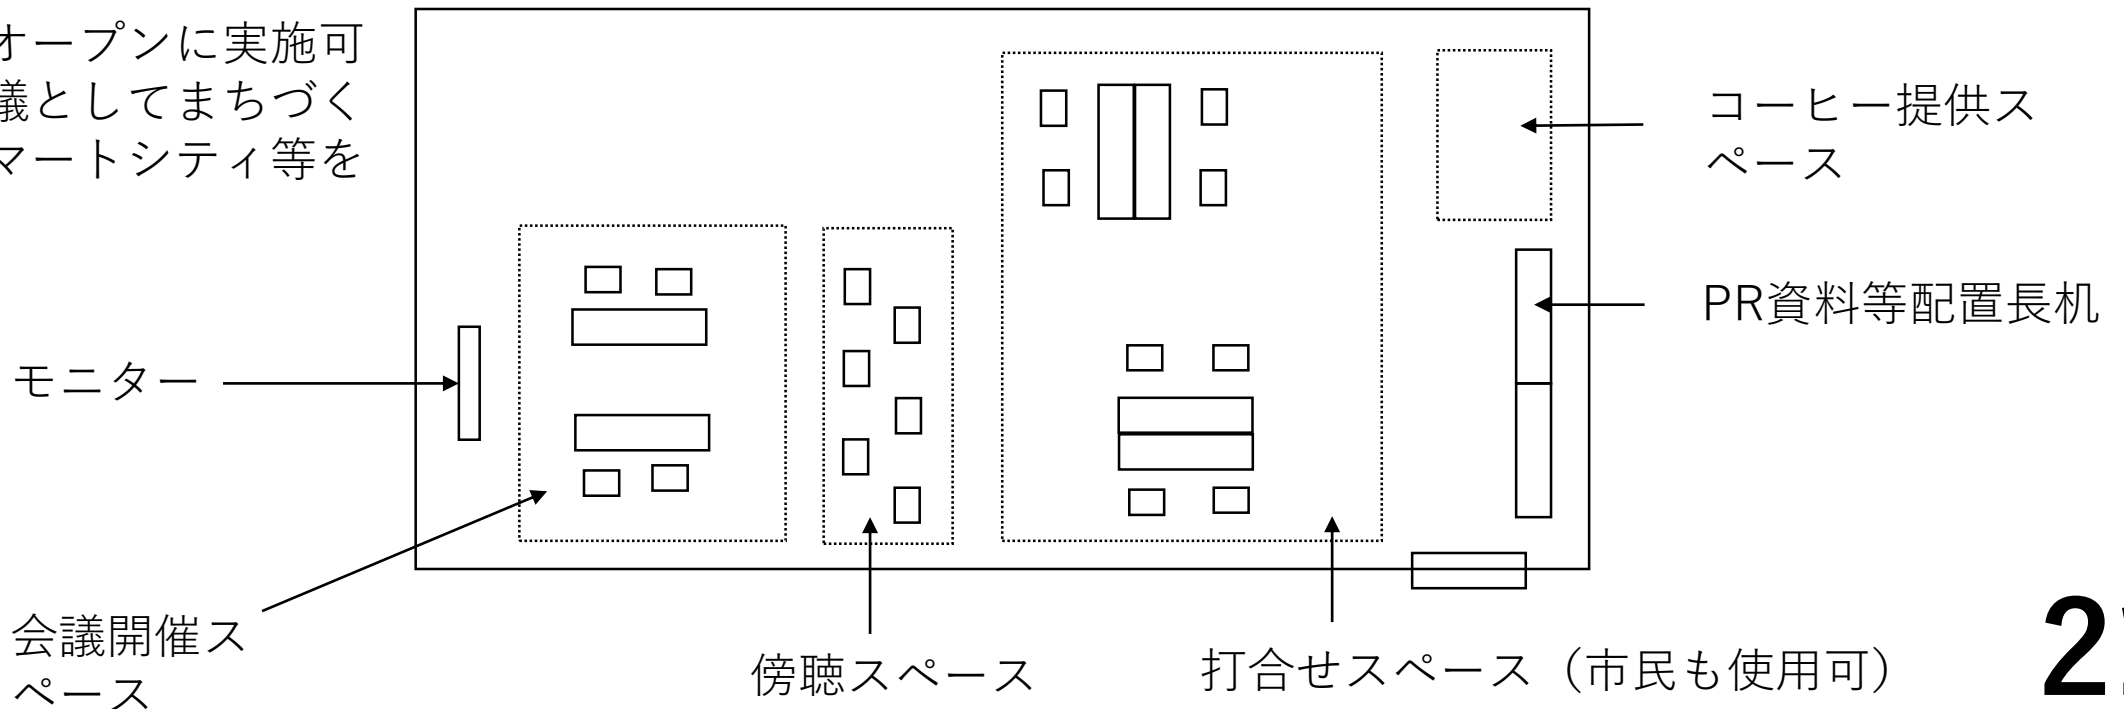 オープンに実施可
議としてまちづく
マートシティ等を
コーヒー提供ス
ペース
PR資料等配置長机
モニター
会議開催ス
ペース
傍聴スペース
打合せスペース（市民も使用可）
2